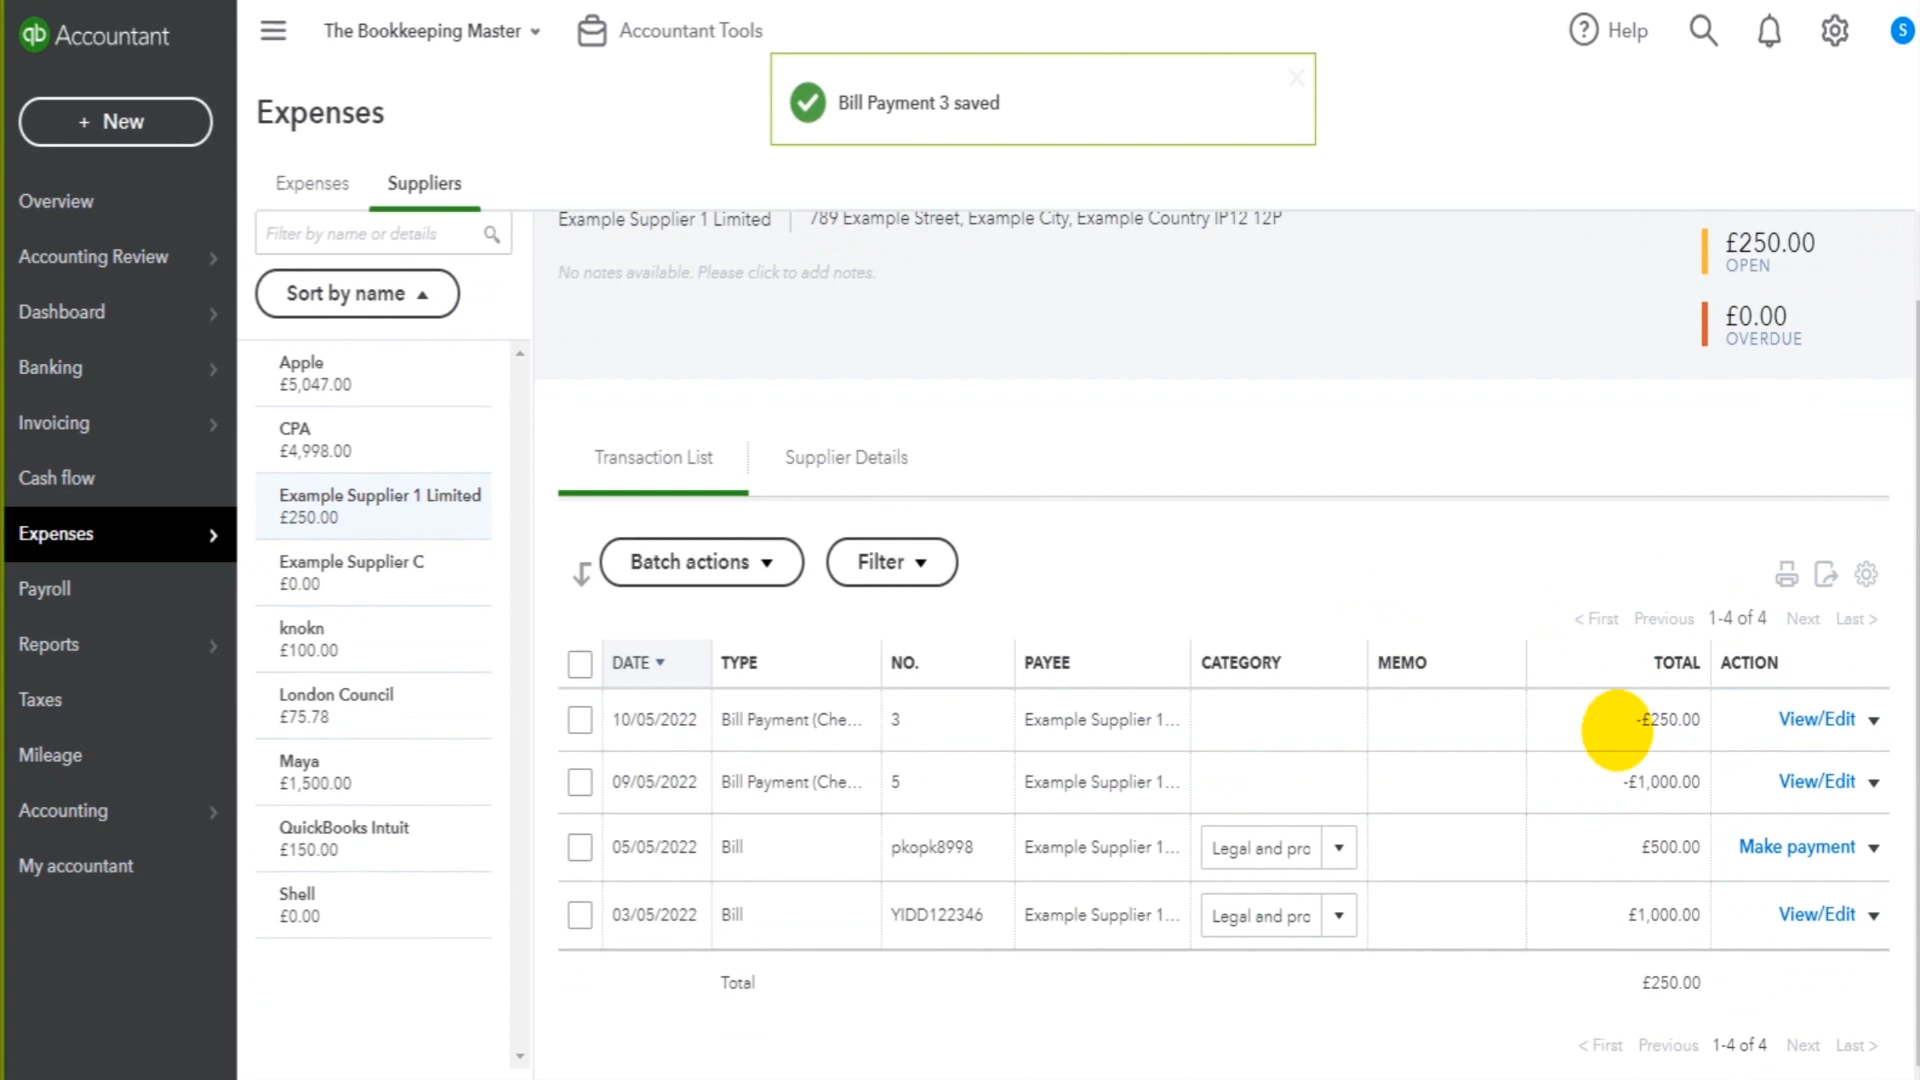 qb Accountant
The Bookkeeping Master
Accountant Tools
Help
S
+ New
Overview
Accounting Review
Dashboard
Banking
Invoicing
Cash flow
Expenses
Payroll
Reports
Taxes
Mileage
Accounting
My accountant
Expenses
Bill Payment 3 saved
Expenses
Suppliers
Filter by name or details
Sort by name
Apple
£5,047.00
CPA
£4,998.00
Example Supplier 1 Limited
£250.00
Example Supplier C
£0.00
knokn
£100.00
London Council
£75.78
Maya
£1,500.00
QuickBooks Intuit
£150.00
Shell
£0.00
Example Supplier 1 Limited | 789 Example Street, Example City, Example Country IP12 12P
No notes available. Please click to add notes.
£250.00
OPEN
£0.00
OVERDUE
Transaction List
Supplier Details
Batch actions
Filter
< First Previous 1-4 of 4 Next Last >
DATE TYPE NO. PAYEE CATEGORY MEMO TOTAL ACTION
10/05/2022 Bill Payment (Che... 3 Example Supplier 1... -£250.00 View/Edit
09/05/2022 Bill Payment (Che... 5 Example Supplier 1... -£1,000.00 View/Edit
05/05/2022 Bill pkopk8998 Example Supplier 1... Legal and prc £500.00 Make payment
03/05/2022 Bill YIDD122346 Example Supplier 1... Legal and prc £1,000.00 View/Edit
Total £250.00
< First Previous 1-4 of 4 Next Last >